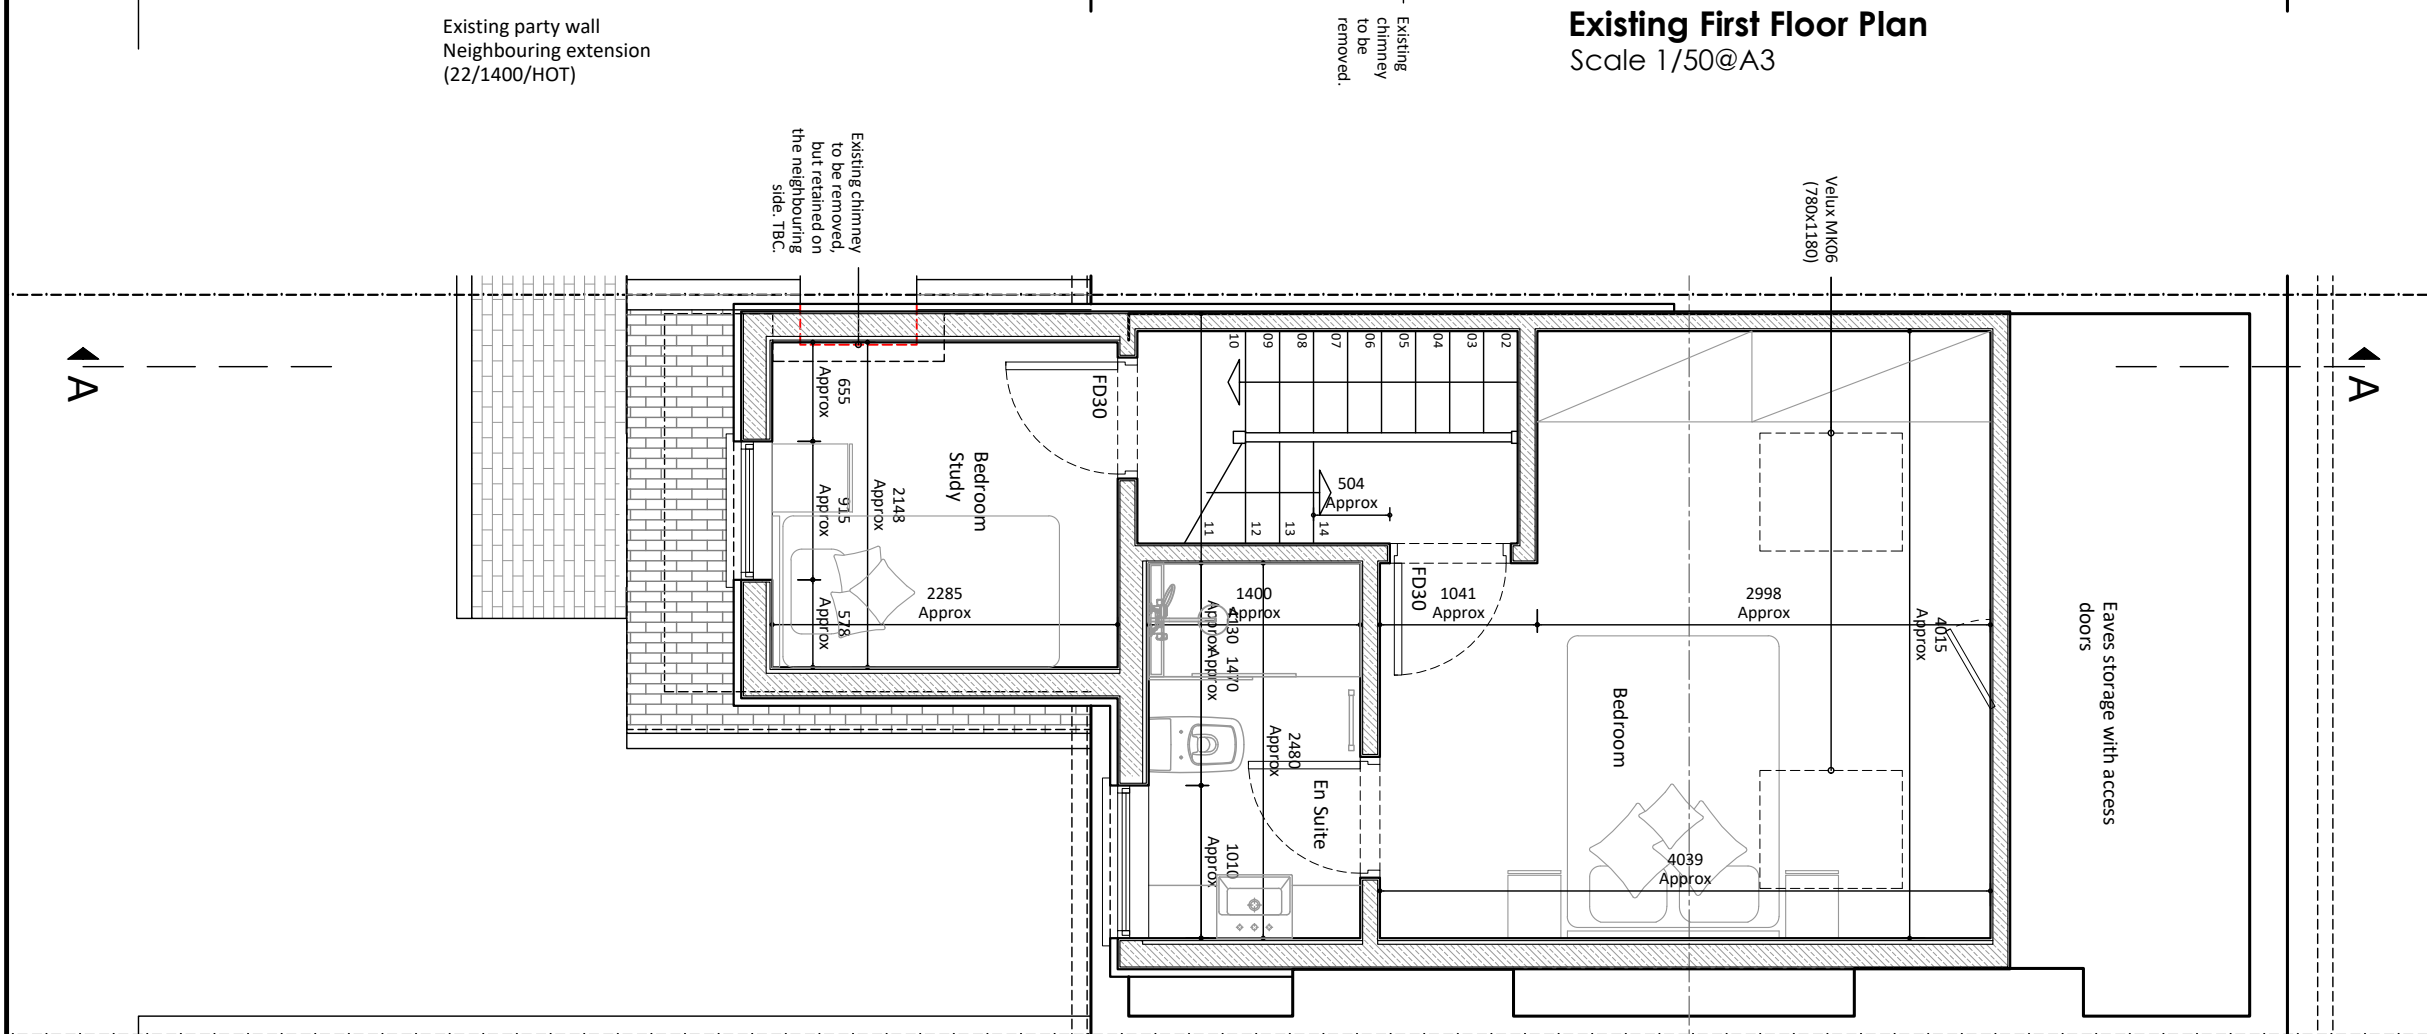 Existing party wall
Neighbouring extension
(22/1400/HOT)
Existing
chimney
to be
removed.
Existing First Floor Plan
Scale 1/50@A3
Existing chimney
to be removed,
but retained on
the neighbouring
side. TBC.
Velux MK06
(780x1180)
A
A
655
Approx
915
Approx
578
Approx
2148
Approx
2285
Approx
Bedroom
Study
FD30
10
09
08
07
06
05
04
03
02
11
12
13
14
504
Approx
FD30
1400
Approx
4130
Approx
1470
Approx
1010
Approx
2480
Approx
En Suite
1041
Approx
2998
Approx
4015
Approx
Bedroom
4039
Approx
Eaves storage with access
doors